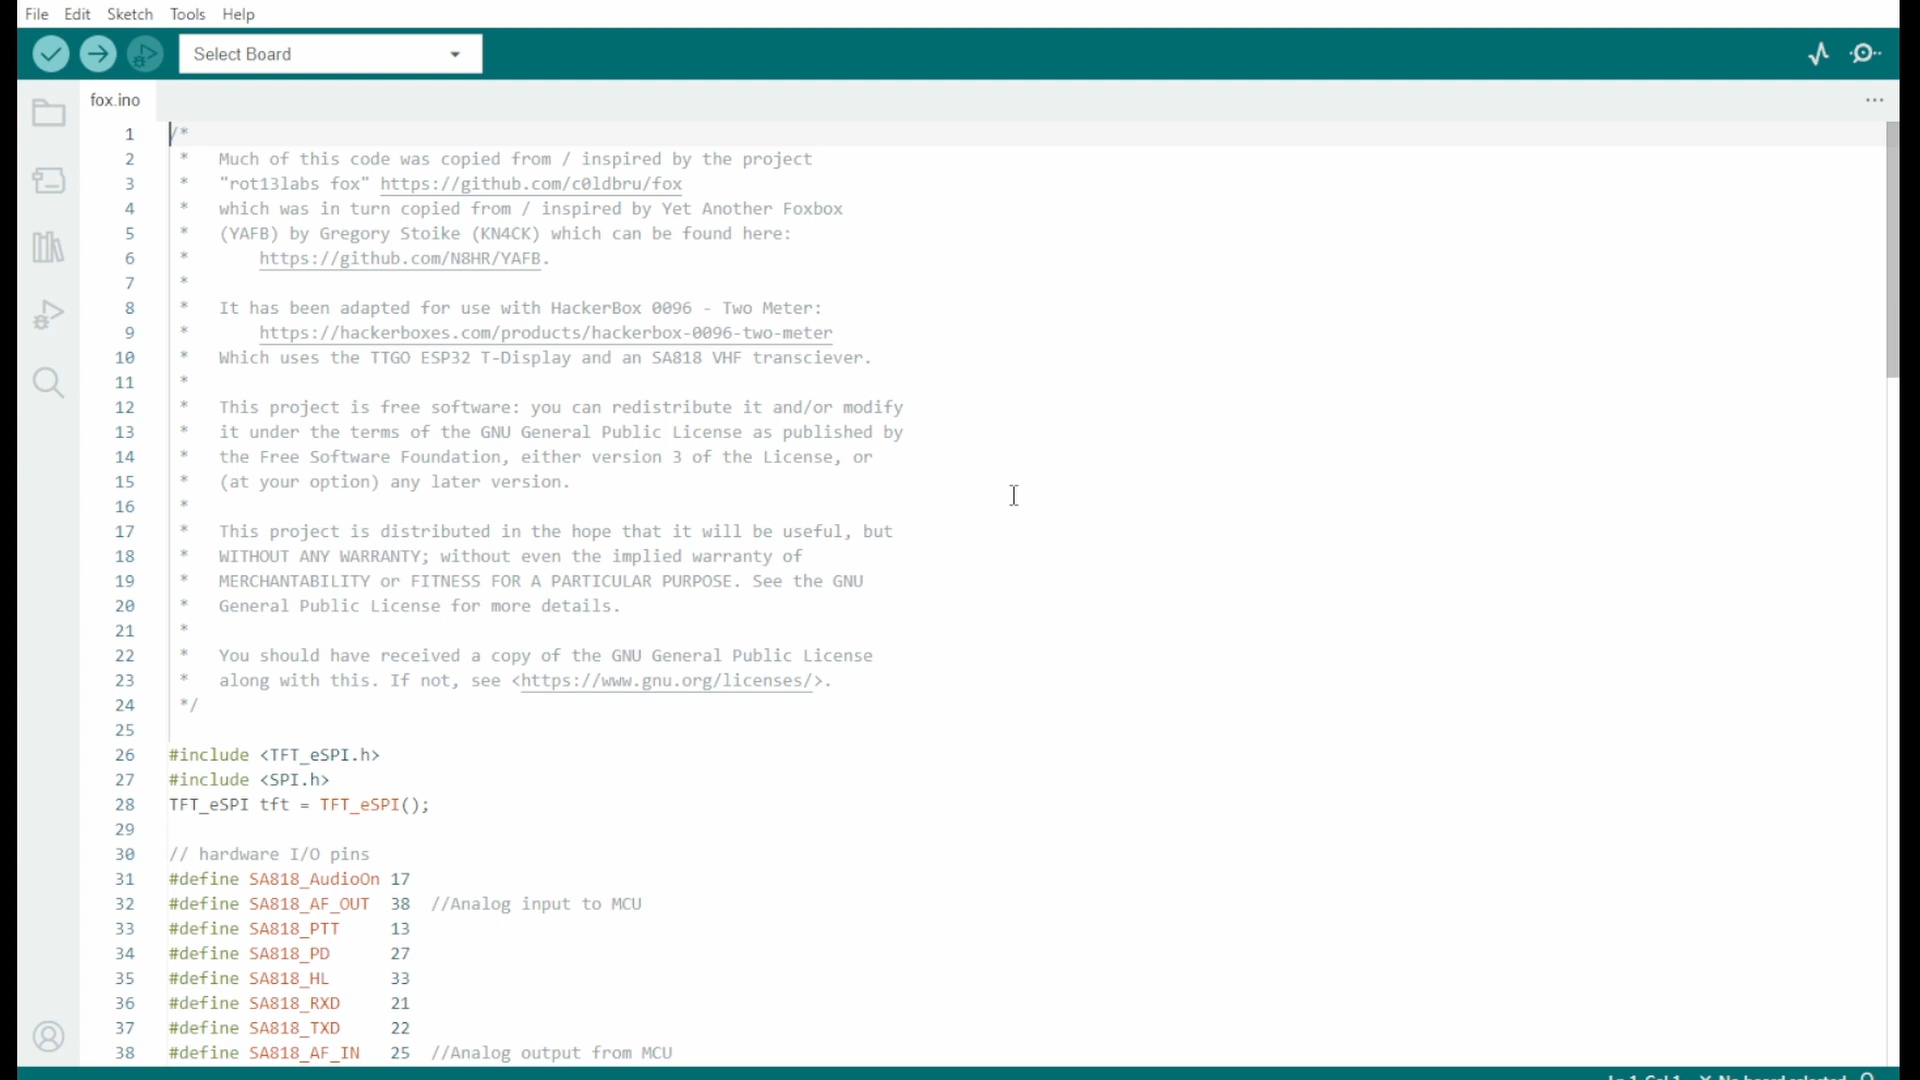 File Edit Sketch Tools Help
Select Board
fox.ino
1 /*
2 * Much of this code was copied from / inspired by the project
3 * "rot13labs fox" https://github.com/c0ldbru/fox
4 * which was in turn copied from / inspired by Yet Another Foxbox
5 * (YAFB) by Gregory Stoike (KN4CK) which can be found here:
6 * https://github.com/N8HR/YAFB.
7 *
8 * It has been adapted for use with HackerBox 0096 - Two Meter:
9 * https://hackerboxes.com/products/hackerbox-0096-two-meter
10 * Which uses the TTGO ESP32 T-Display and an SA818 VHF transciever.
11 *
12 * This project is free software: you can redistribute it and/or modify
13 * it under the terms of the GNU General Public License as published by
14 * the Free Software Foundation, either version 3 of the License, or
15 * (at your option) any later version.
16 *
17 * This project is distributed in the hope that it will be useful, but
18 * WITHOUT ANY WARRANTY; without even the implied warranty of
19 * MERCHANTABILITY or FITNESS FOR A PARTICULAR PURPOSE. See the GNU
20 * General Public License for more details.
21 *
22 * You should have received a copy of the GNU General Public License
23 * along with this. If not, see <https://www.gnu.org/licenses/>.
24 */
25
26 #include <TFT_eSPI.h>
27 #include <SPI.h>
28 TFT_eSPI tft = TFT_eSPI();
29
30 // hardware I/O pins
31 #define SA818_AudioOn 17
32 #define SA818_AF_OUT 38 //Analog input to MCU
33 #define SA818_PTT 13
34 #define SA818_PD 27
35 #define SA818_HL 33
36 #define SA818_RXD 21
37 #define SA818_TXD 22
38 #define SA818_AF_IN 25 //Analog output from MCU